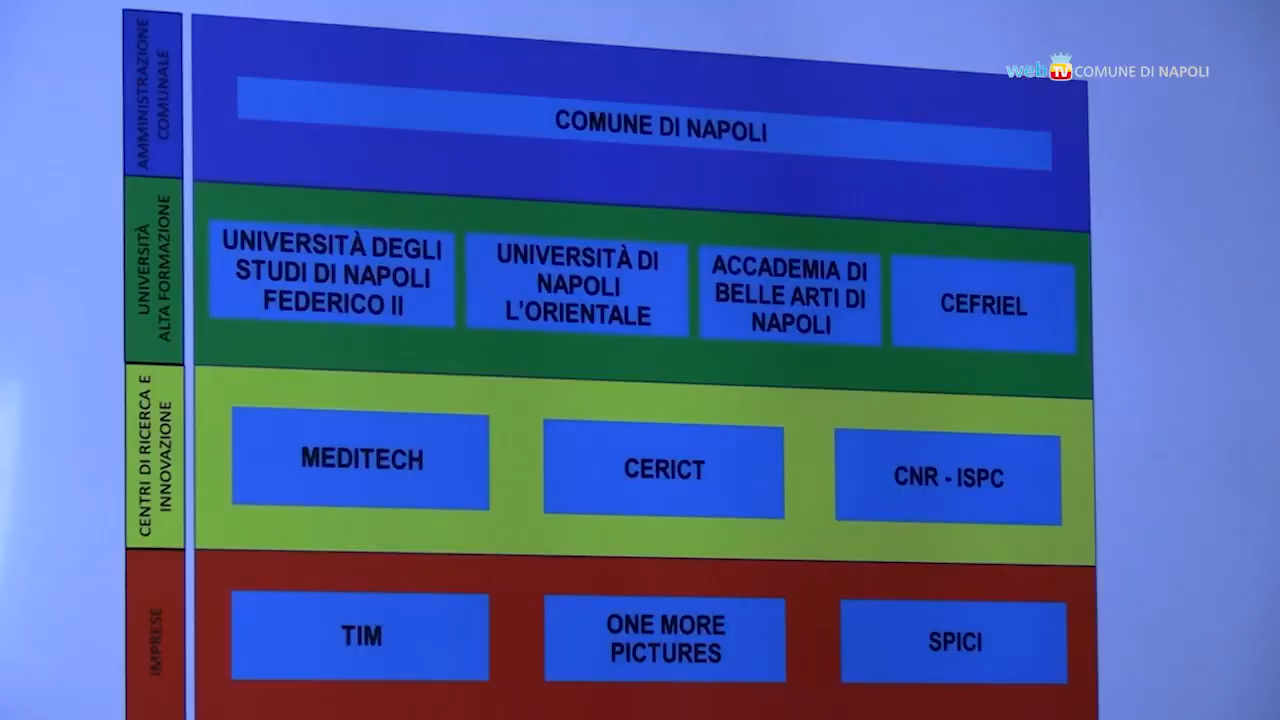 web TV COMUNE DI NAPOLI
AMMINISTRAZIONE
COMUNALE
COMUNE DI NAPOLI
UNIVERSITÀ
ALTA FORMAZIONE
UNIVERSITÀ DEGLI
STUDI DI NAPOLI
FEDERICO II
UNIVERSITÀ DI
NAPOLI
L'ORIENTALE
ACCADEMIA DI
BELLE ARTI DI
NAPOLI
CEFRIEL
CENTRI DI RICERCA E
INNOVAZIONE
MEDITECH
CERICT
CNR - ISPC
IMPRESE
TIM
ONE MORE
PICTURES
SPICI